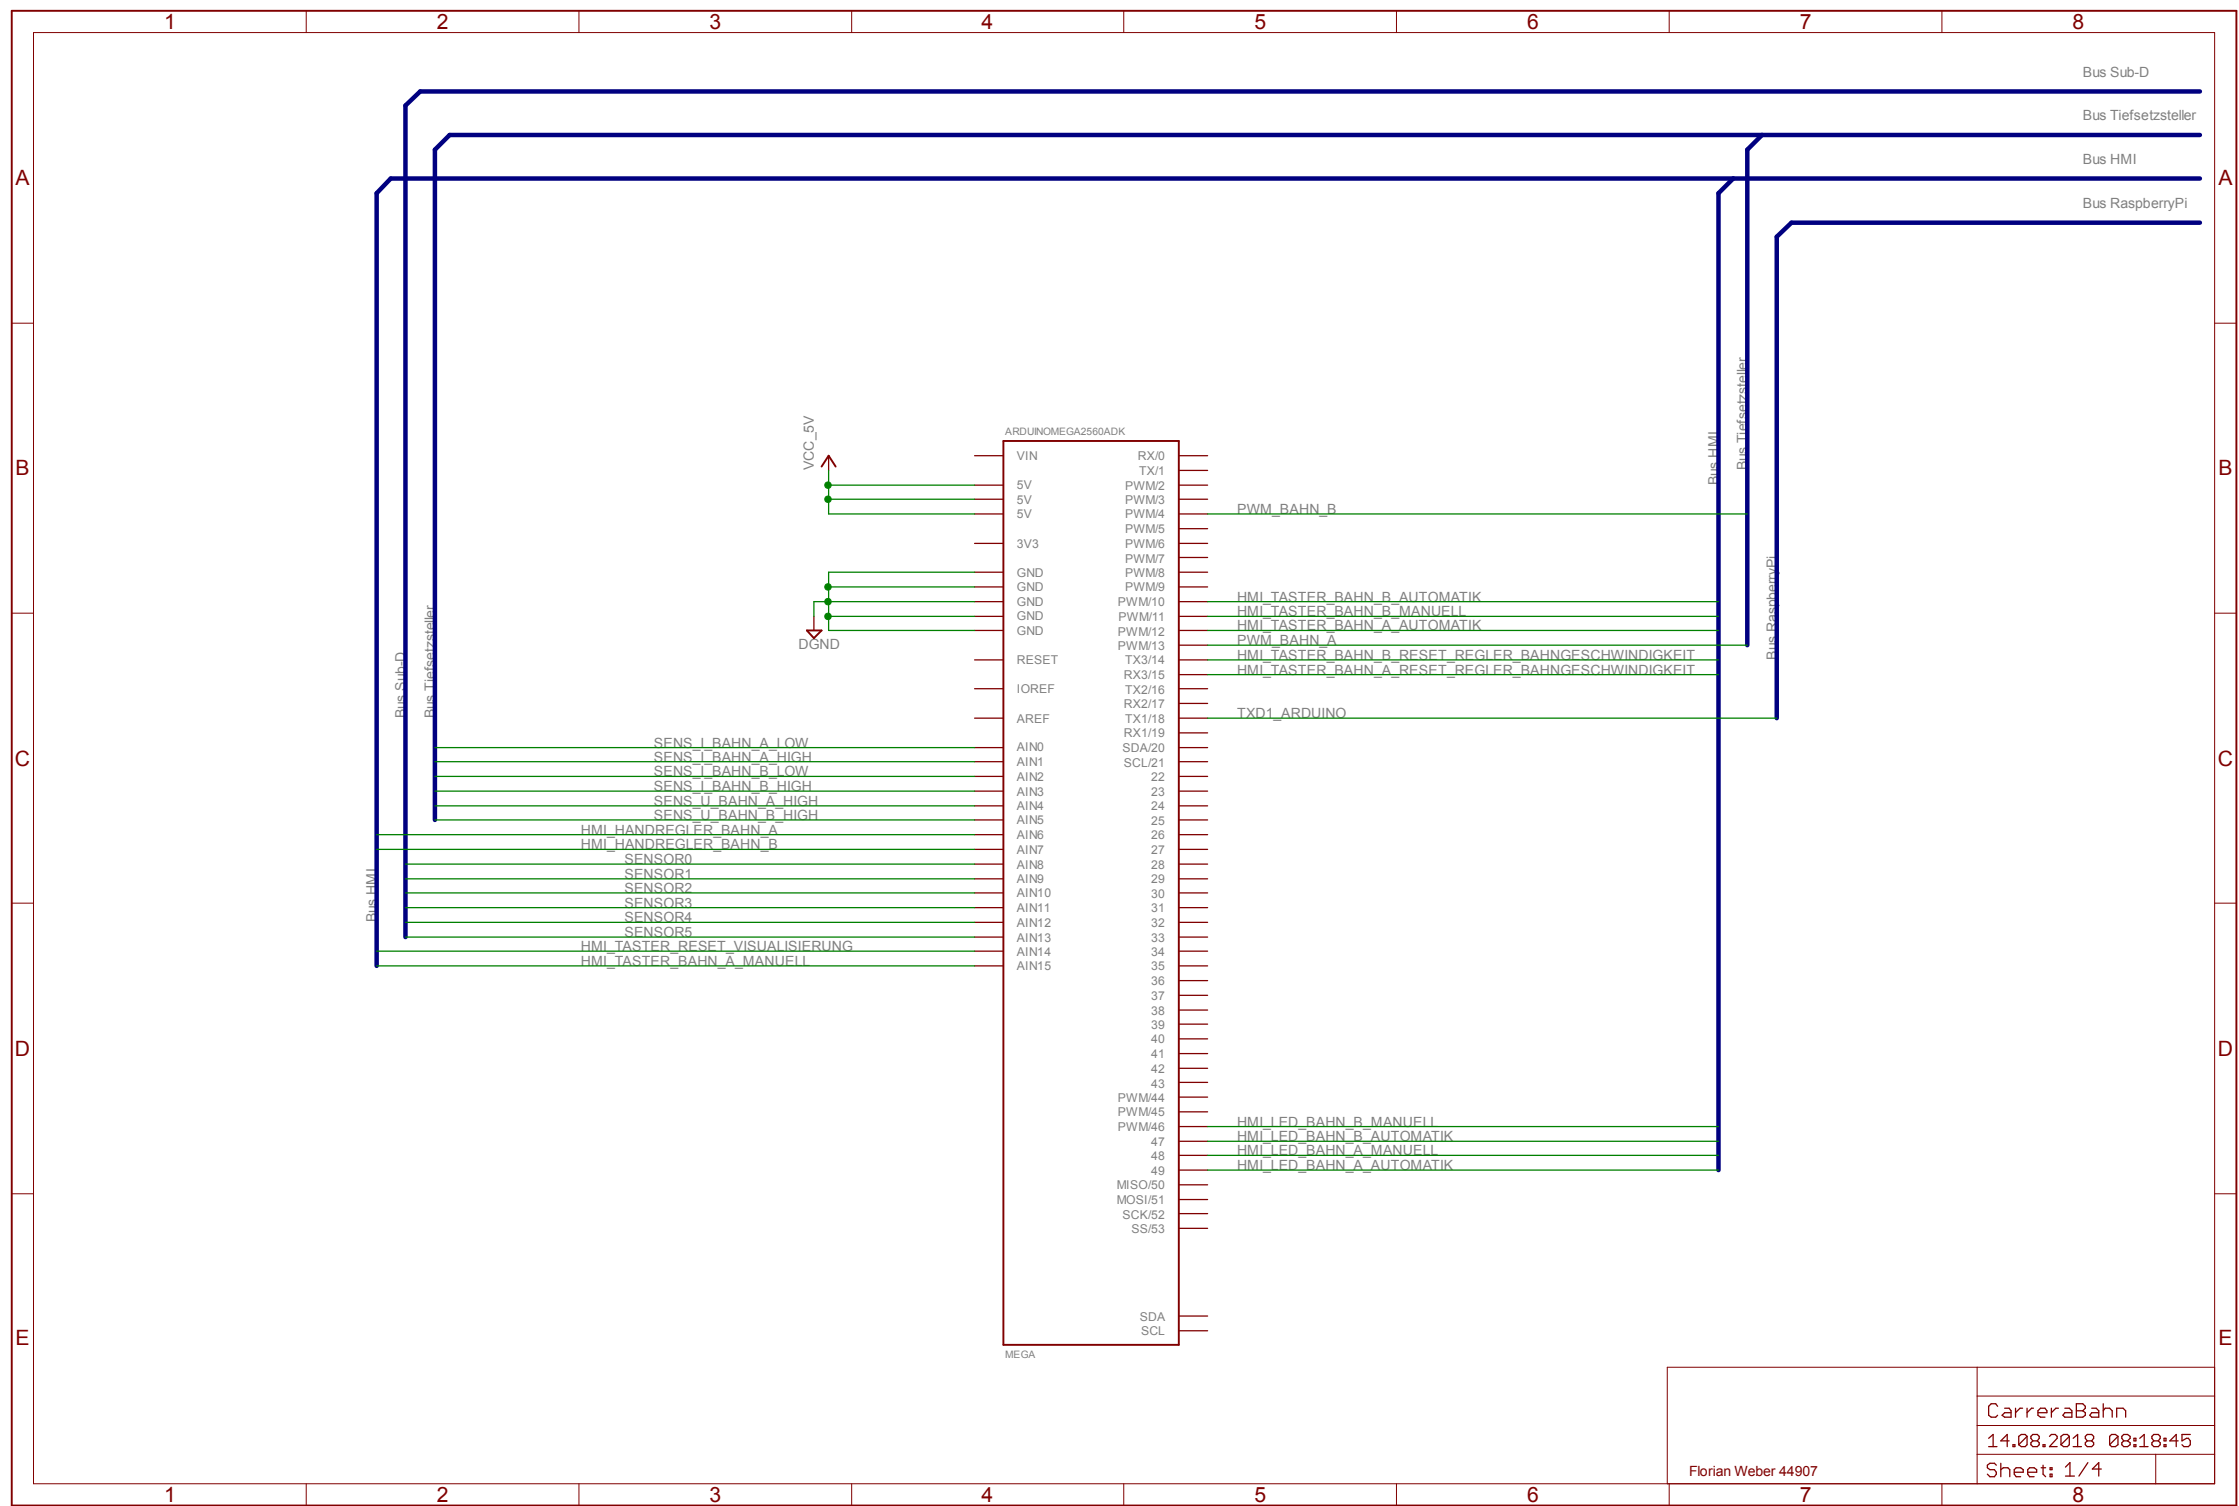 1 2 3 4 5 6 7 8
Bus Sub-D
Bus Tiefsetzsteller
Bus HMI
Bus RaspberryPi
A A
B B
C C
D D
E E
Bus HMI
Bus Sub-D
Bus Tiefsetzsteller
Bus HMI
Bus Tiefsetzsteller
Bus RaspberryPi
VCC_5V
DGND
ARDUINOMEGA2560ADK
VIN
5V
5V
5V
3V3
GND
GND
GND
GND
GND
RESET
IOREF
AREF
SENS_I_BAHN_A_LOW AIN0
SENS_I_BAHN_A_HIGH AIN1
SENS_I_BAHN_B_LOW AIN2
SENS_I_BAHN_B_HIGH AIN3
SENS_U_BAHN_A_HIGH AIN4
SENS_U_BAHN_B_HIGH AIN5
HMI_HANDREGLER_BAHN_A AIN6
HMI_HANDREGLER_BAHN_B AIN7
SENSOR0 AIN8
SENSOR1 AIN9
SENSOR2 AIN10
SENSOR3 AIN11
SENSOR4 AIN12
SENSOR5 AIN13
HMI_TASTER_RESET_VISUALISIERUNG AIN14
HMI_TASTER_BAHN_A_MANUELL AIN15
RX/0
TX/1
PWM/2
PWM/3
PWM/4 PWM_BAHN_B
PWM/5
PWM/6
PWM/7
PWM/8
PWM/9
PWM/10 HMI_TASTER_BAHN_B_AUTOMATIK
PWM/11 HMI_TASTER_BAHN_B_MANUELL
PWM/12 HMI_TASTER_BAHN_A_AUTOMATIK
PWM/13 PWM_BAHN_A
TX3/14 HMI_TASTER_BAHN_B_RESET_REGLER_BAHNGESCHWINDIGKEIT
RX3/15 HMI_TASTER_BAHN_A_RESET_REGLER_BAHNGESCHWINDIGKEIT
TX2/16
RX2/17
TX1/18 TXD1_ARDUINO
RX1/19
SDA/20
SCL/21
22
23
24
25
26
27
28
29
30
31
32
33
34
35
36
37
38
39
40
41
42
43
PWM/44
PWM/45
PWM/46 HMI_LED_BAHN_B_MANUELL
47 HMI_LED_BAHN_B_AUTOMATIK
48 HMI_LED_BAHN_A_MANUELL
49 HMI_LED_BAHN_A_AUTOMATIK
MISO/50
MOSI/51
SCK/52
SS/53
SDA
SCL
MEGA
CarreraBahn
14.08.2018 08:18:45
Florian Weber 44907
Sheet: 1/4
1 2 3 4 5 6 7 8